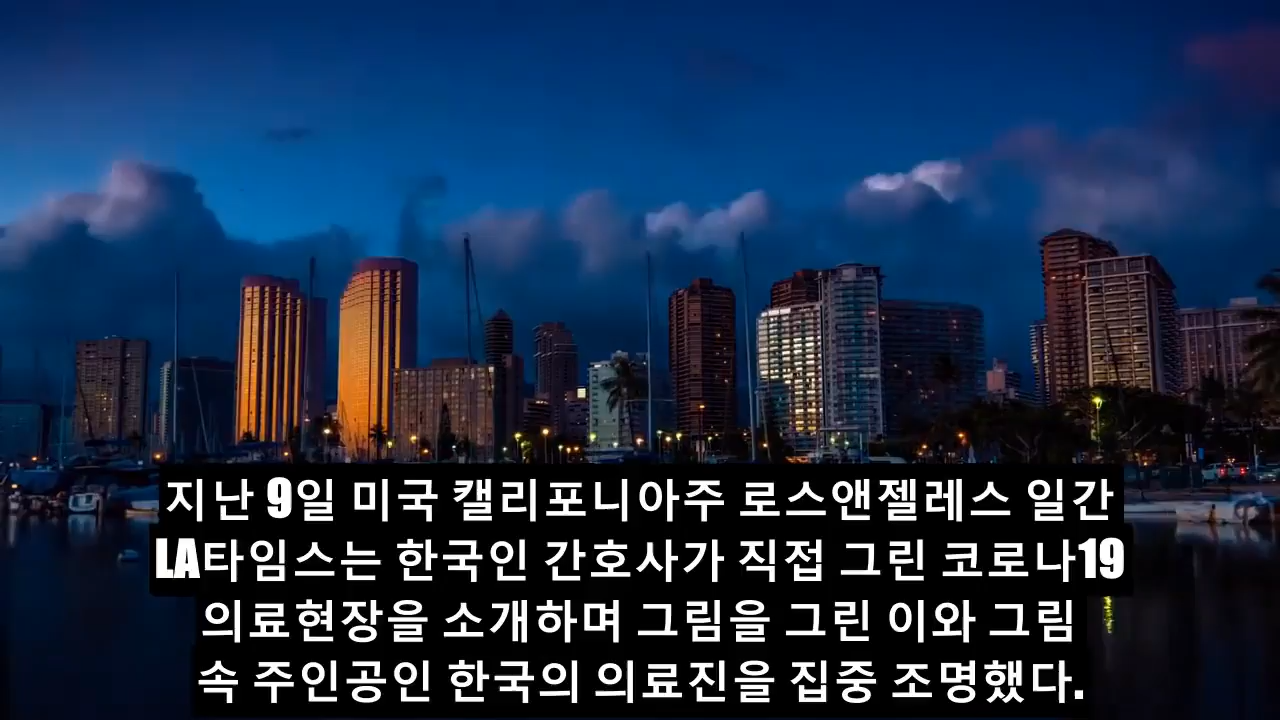 지난 9일 미국 캘리포니아주 로스앤젤레스 일간
LA타임스는 한국인 간호사가 직접 그린 코로나19
의료현장을 소개하며 그림을 그린 이와 그림
속 주인공인 한국의 의료진을 집중 조명했다.